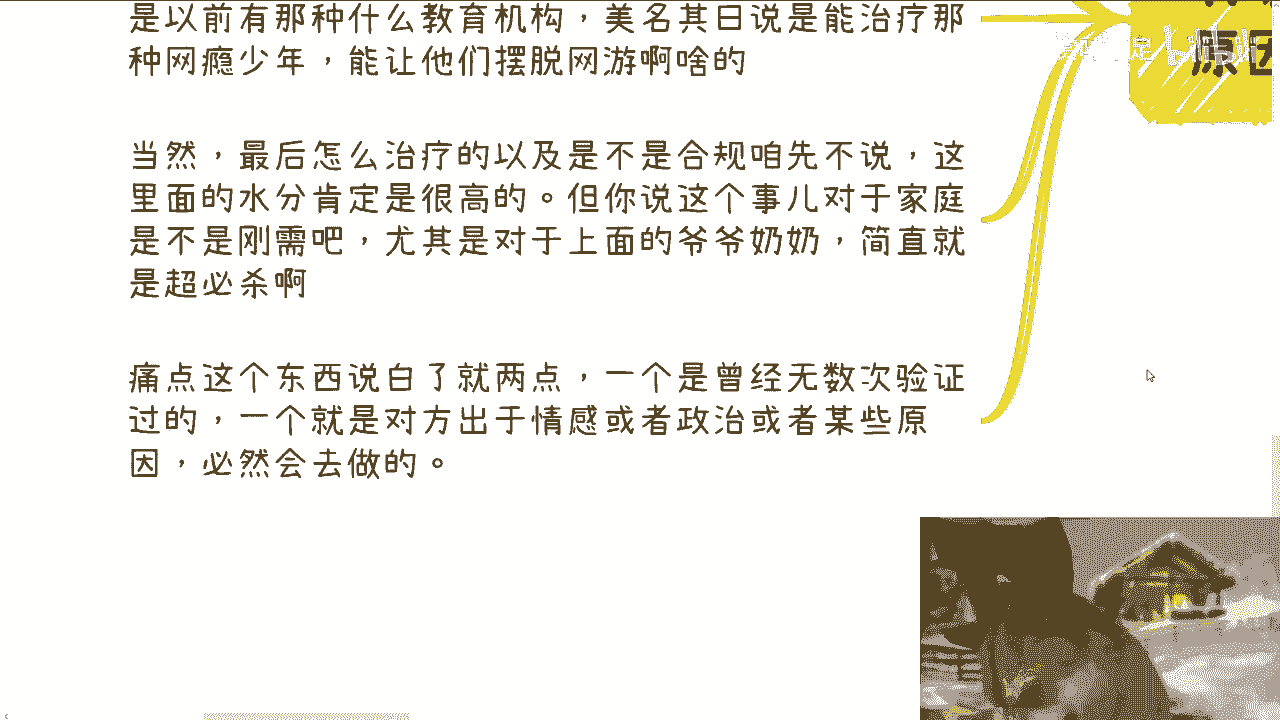 是以前有那种什么教育机构，美名其曰说是能治疗那
种网瘾少年，能让他们摆脱网游啊啥的
当然，最后怎么治疗的以及是不是合规咱先不说，这
里面的水分肯定是很高的。但你说这个事儿对于家庭
是不是刚需吧，尤其是对于上面的爷爷奶奶，简直就
是超必杀啊
痛点这个东西说白了就两点，一个是曾经无数次验证
过的，一个就是对方出于情感或者政治或者某些原
因，必然会去做的。
原因